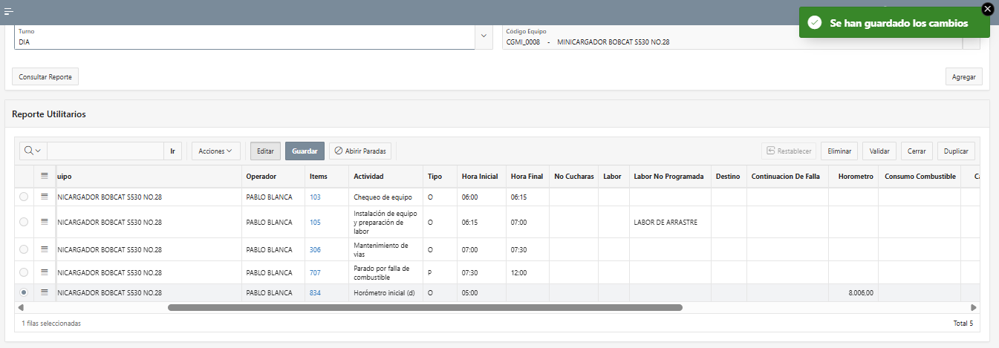 Se han guardado los cambios
Turno
DIA
Código Equipo
CGMI_0008 - MINICARGADOR BOBCAT S530 NO.28
Consultar Reporte
Agregar
Reporte Utilitarios
Ir Acciones Editar Guardar Abirir Paradas Restablecer Eliminar Validar Cerrar Duplicar
uipo Operador Items Actividad Tipo Hora Inicial Hora Final No Cucharas Labor Labor No Programada Destino Continuacion De Falla Horometro Consumo Combustible Ca
NICARGADOR BOBCAT S530 NO.28 PABLO BLANCA 103 Chequeo de equipo O 06:00 06:15
NICARGADOR BOBCAT S530 NO.28 PABLO BLANCA 105 Instalación de equipo y preparación de labor O 06:15 07:00 LABOR DE ARRASTRE
NICARGADOR BOBCAT S530 NO.28 PABLO BLANCA 306 Mantenimiento de vias O 07:00 07:30
NICARGADOR BOBCAT S530 NO.28 PABLO BLANCA 707 Parado por falla de combustible P 07:30 12:00
NICARGADOR BOBCAT S530 NO.28 PABLO BLANCA 834 Horómetro inicial (d) O 05:00 8.006,00
1 filas seleccionadas
Total 5